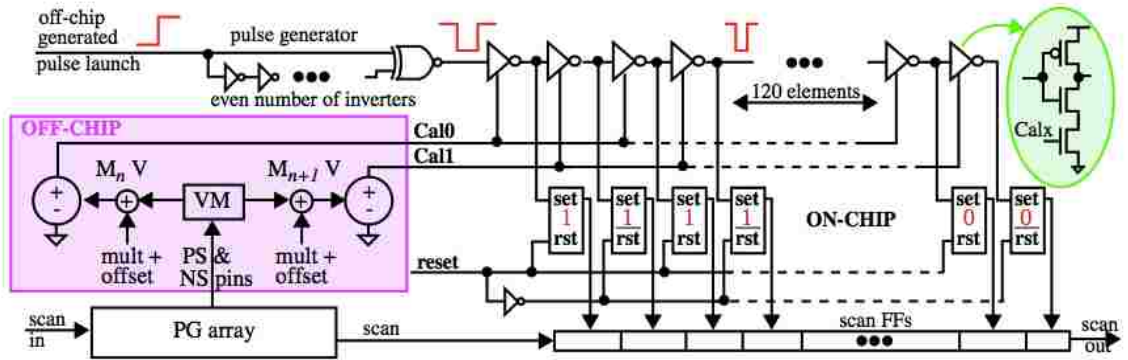 off-chip
generated
pulse launch
pulse generator
even number of inverters
120 elements
Calx
OFF-CHIP
Cal0
Cal1
Mn V
Mn+1 V
+
-
+
VM
+
+
-
mult +
offset
PS &
NS pins
mult +
offset
set
1
rst
set
1
rst
set
1
rst
set
1
rst
ON-CHIP
set
0
rst
set
0
rst
reset
scan
in
PG array
scan
scan FFs
scan
out